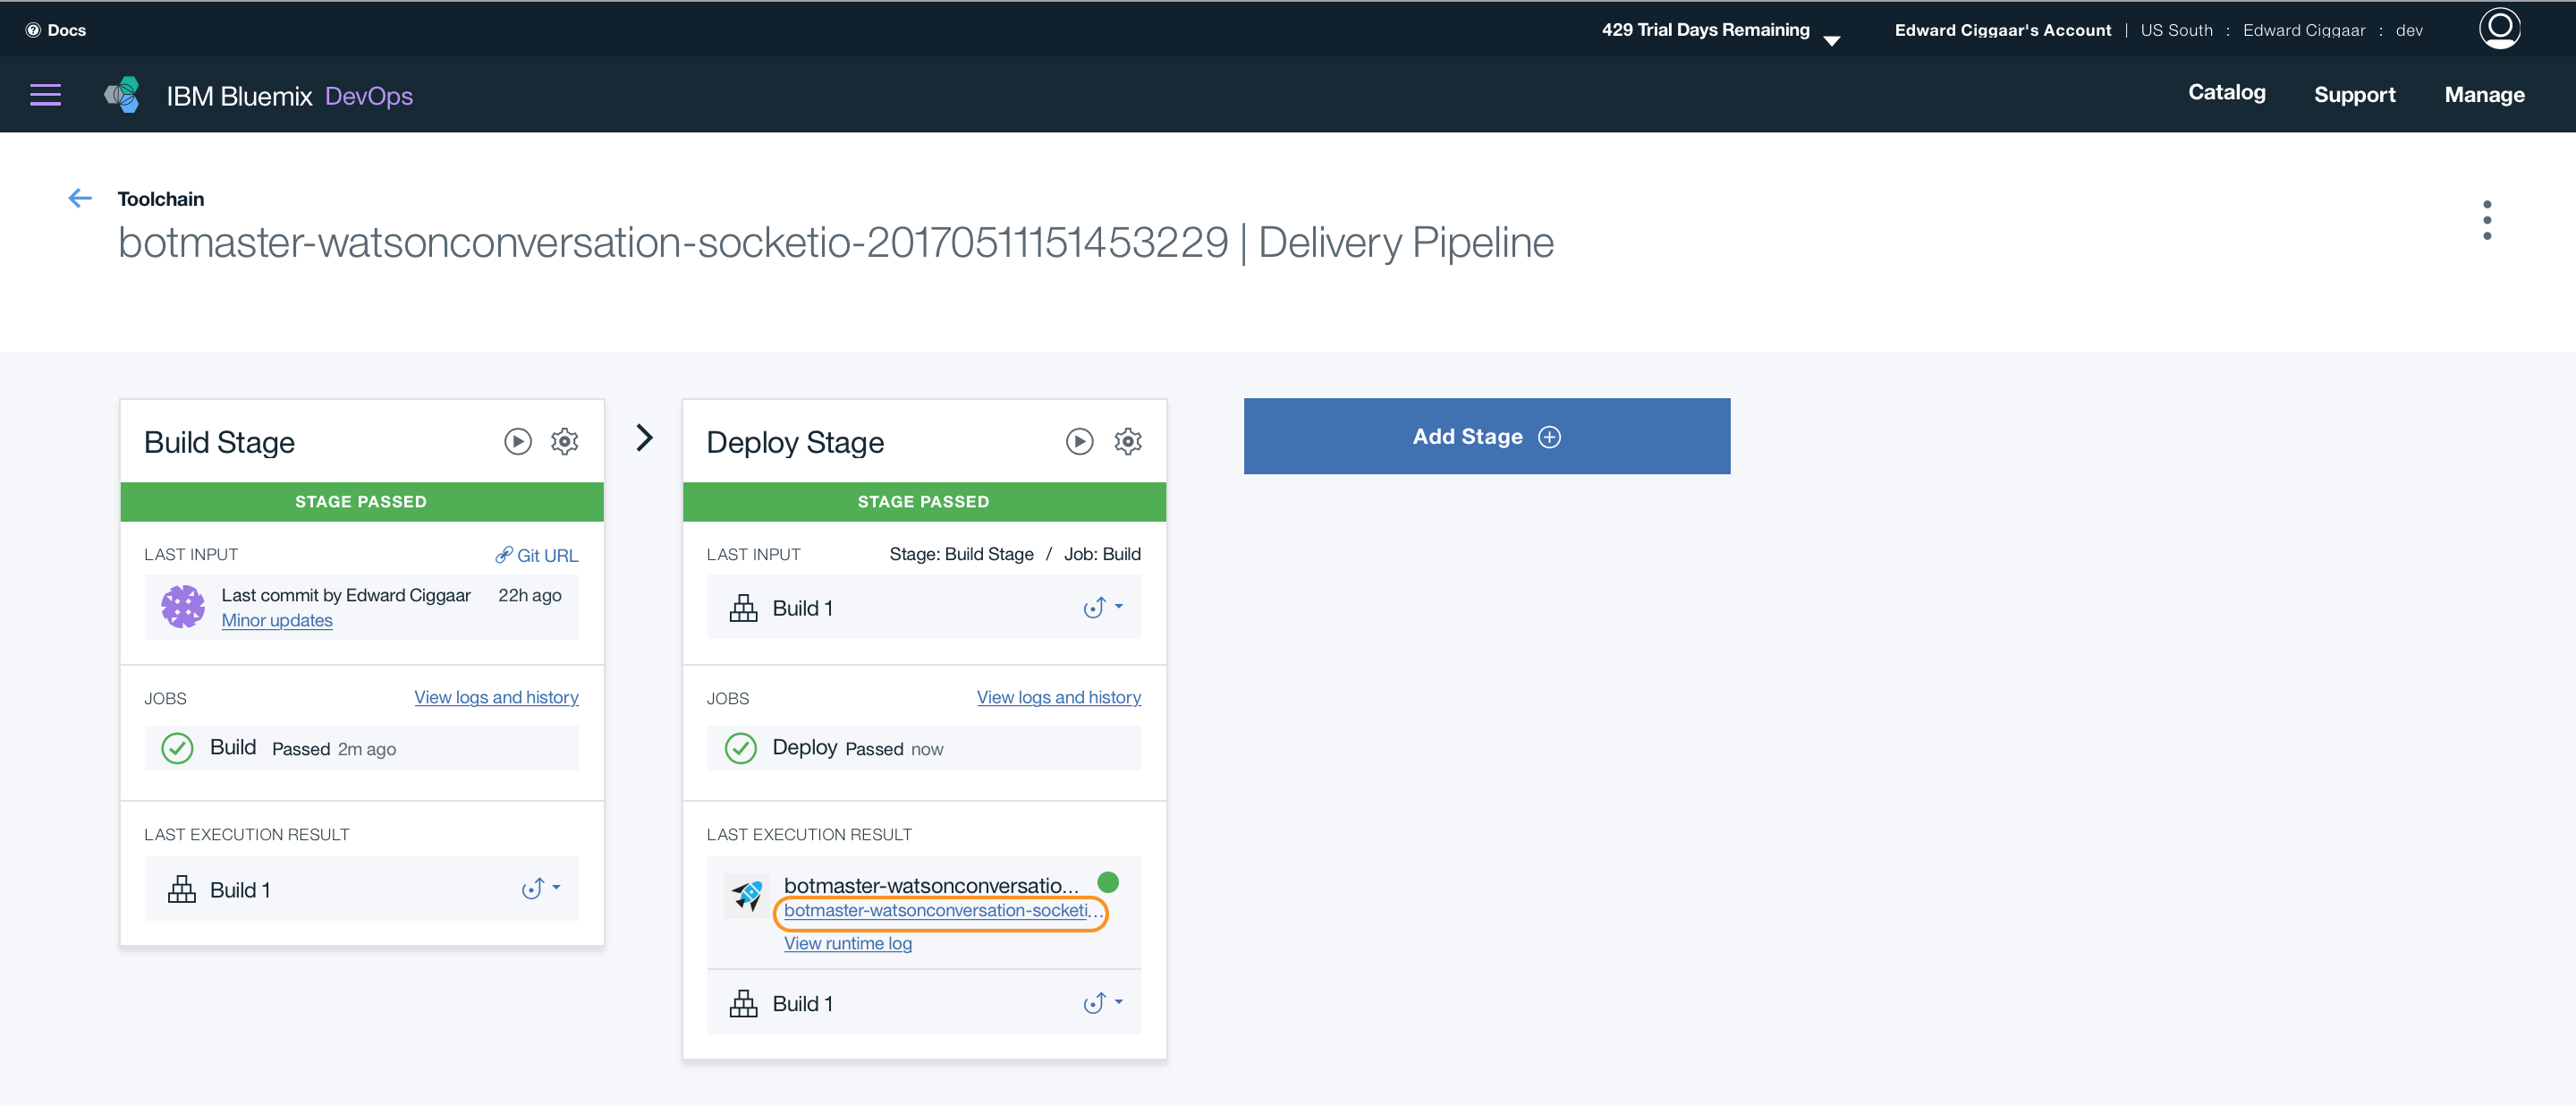 Docs
429 Trial Days Remaining
Edward Ciggaar's Account | US South : Edward Ciggaar : dev
IBM Bluemix DevOps
Catalog
Support
Manage
Toolchain
botmaster-watsonconversation-socketio-20170511151453229 | Delivery Pipeline
Build Stage
STAGE PASSED
LAST INPUT
Git URL
Last commit by Edward Ciggaar
22h ago
Minor updates
JOBS
View logs and history
Build Passed 2m ago
LAST EXECUTION RESULT
Build 1
Deploy Stage
STAGE PASSED
LAST INPUT
Stage: Build Stage / Job: Build
Build 1
JOBS
View logs and history
Deploy Passed now
LAST EXECUTION RESULT
botmaster-watsonconversatio...
botmaster-watsonconversation-socketi...
View runtime log
Build 1
Add Stage